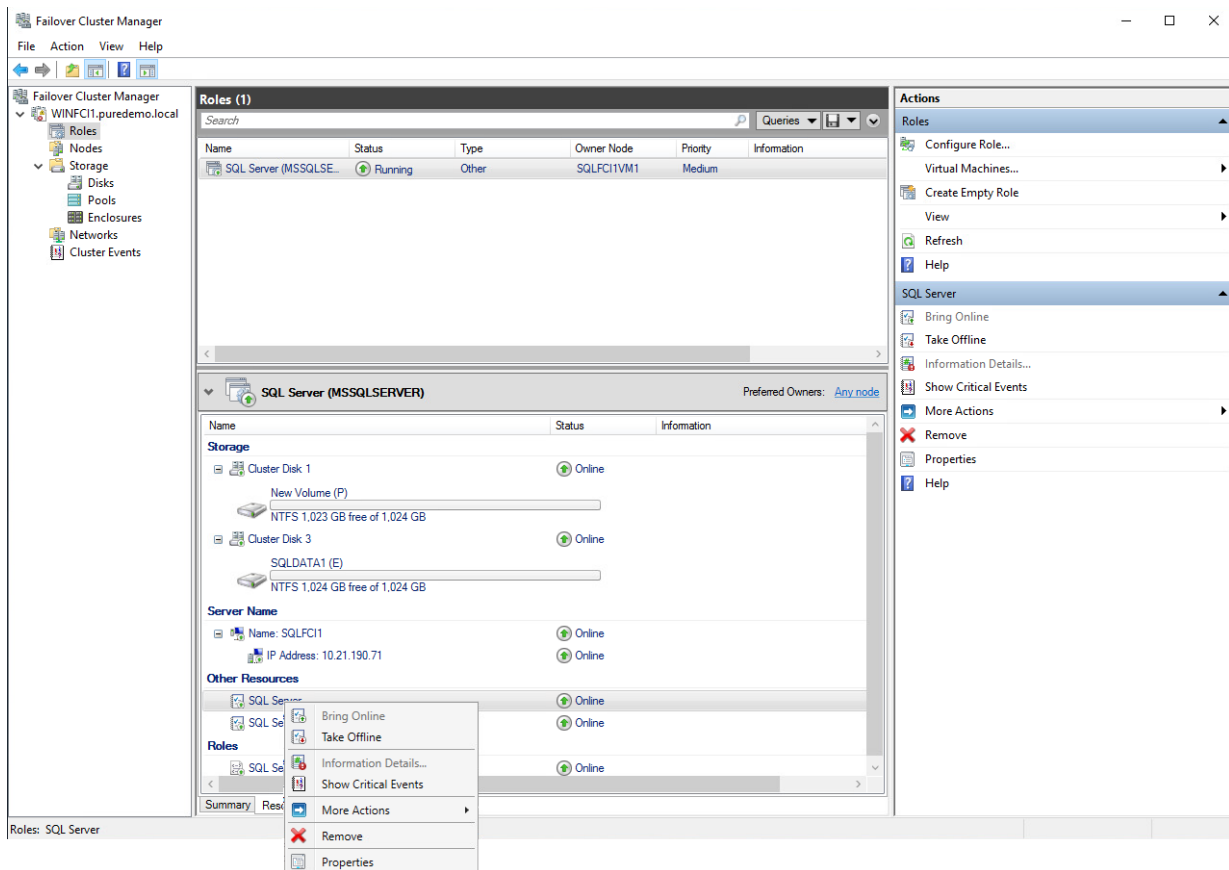 Failover Cluster Manager
File Action View Help
Failover Cluster Manager
WINFCI1.puredemo.local
Roles
Nodes
Storage
Disks
Pools
Enclosures
Networks
Cluster Events
Roles (1)
Search
Queries
Name Status Type Owner Node Priority Information
SQL Server (MSSQLSE... Running Other SQLFCI1VM1 Medium
SQL Server (MSSQLSERVER) Preferred Owners: Any node
Name Status Information
Storage
Cluster Disk 1 Online
New Volume (P)
NTFS 1,023 GB free of 1,024 GB
Cluster Disk 3 Online
SQLDATA1 (E)
NTFS 1,024 GB free of 1,024 GB
Server Name
Name: SQLFCI1 Online
IP Address: 10.21.190.71 Online
Other Resources
SQL Server Online
SQL Se Online
Roles
SQL Se Online
Summary
Bring Online
Take Offline
Information Details...
Show Critical Events
More Actions
Remove
Properties
Actions
Roles
Configure Role...
Virtual Machines...
Create Empty Role
View
Refresh
Help
SQL Server
Bring Online
Take Offline
Information Details...
Show Critical Events
More Actions
Remove
Properties
Help
Roles: SQL Server